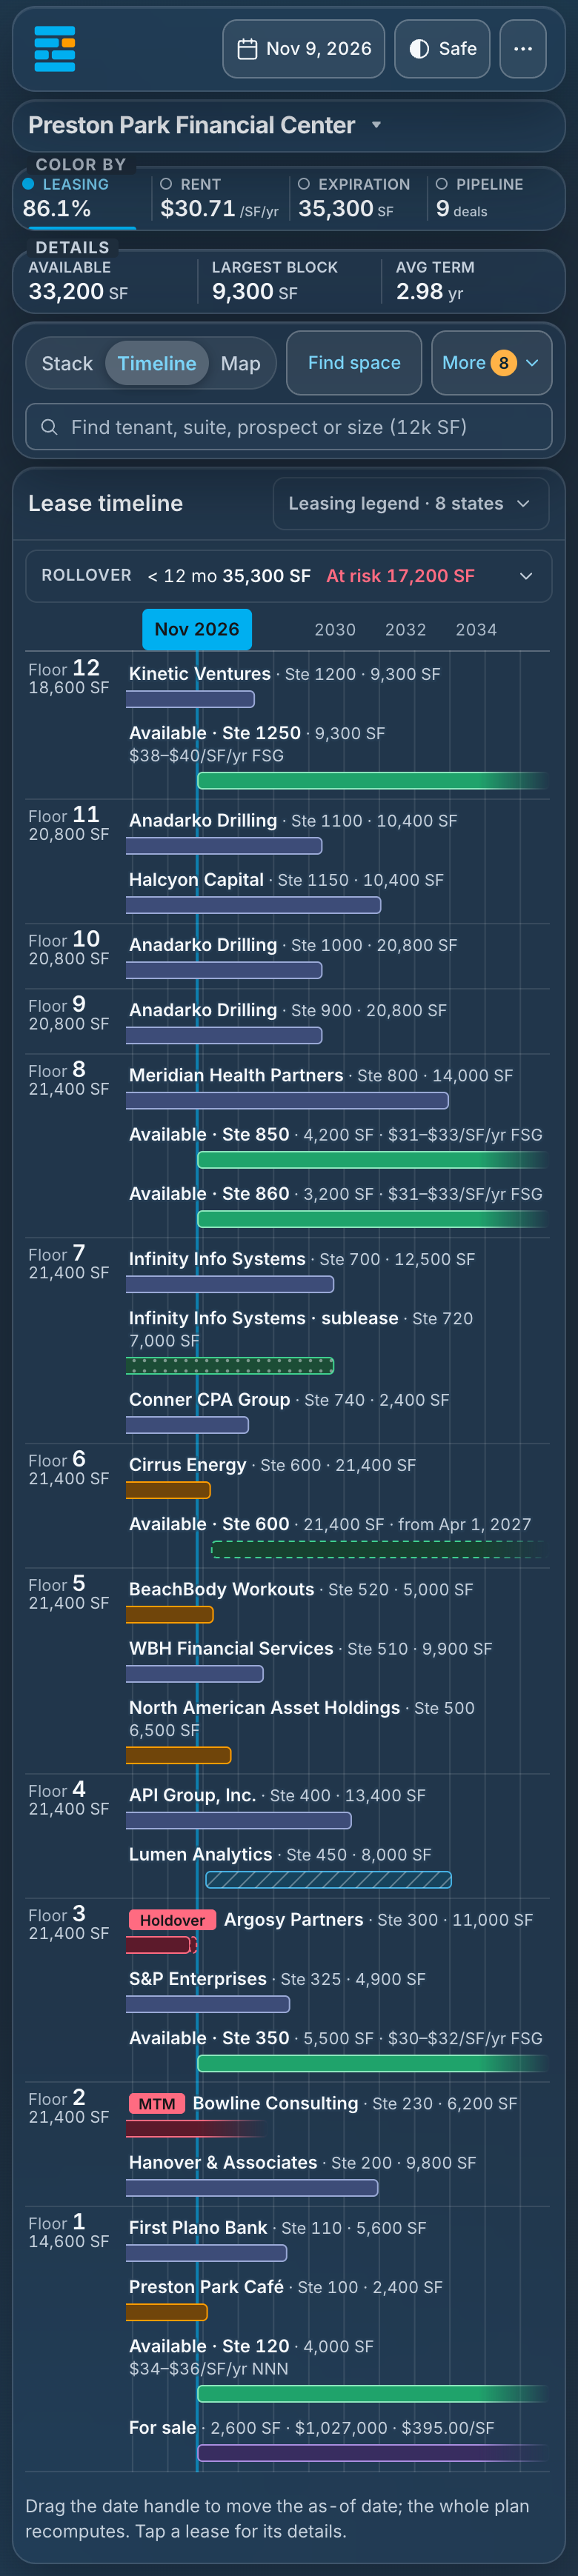 Nov 9, 2026 Safe ...
Preston Park Financial Center
COLOR BY
LEASING RENT EXPIRATION PIPELINE
86.1% $30.71 /SF/yr 35,300 SF 9 deals
DETAILS
AVAILABLE LARGEST BLOCK AVG TERM
33,200 SF 9,300 SF 2.98 yr
Stack Timeline Map Find space More 8
Find tenant, suite, prospect or size (12k SF)
Lease timeline Leasing legend · 8 states
ROLLOVER < 12 mo 35,300 SF At risk 17,200 SF
Nov 2026 2030 2032 2034
Floor 12 Kinetic Ventures · Ste 1200 · 9,300 SF
18,600 SF
Available · Ste 1250 · 9,300 SF
$38–$40/SF/yr FSG
Floor 11 Anadarko Drilling · Ste 1100 · 10,400 SF
20,800 SF
Halcyon Capital · Ste 1150 · 10,400 SF
Floor 10 Anadarko Drilling · Ste 1000 · 20,800 SF
20,800 SF
Floor 9 Anadarko Drilling · Ste 900 · 20,800 SF
20,800 SF
Floor 8 Meridian Health Partners · Ste 800 · 14,000 SF
21,400 SF
Available · Ste 850 · 4,200 SF · $31–$33/SF/yr FSG
Available · Ste 860 · 3,200 SF · $31–$33/SF/yr FSG
Floor 7 Infinity Info Systems · Ste 700 · 12,500 SF
21,400 SF
Infinity Info Systems · sublease · Ste 720
7,000 SF
Conner CPA Group · Ste 740 · 2,400 SF
Floor 6 Cirrus Energy · Ste 600 · 21,400 SF
21,400 SF
Available · Ste 600 · 21,400 SF · from Apr 1, 2027
Floor 5 BeachBody Workouts · Ste 520 · 5,000 SF
21,400 SF
WBH Financial Services · Ste 510 · 9,900 SF
North American Asset Holdings · Ste 500
6,500 SF
Floor 4 API Group, Inc. · Ste 400 · 13,400 SF
21,400 SF
Lumen Analytics · Ste 450 · 8,000 SF
Floor 3 Holdover Argosy Partners · Ste 300 · 11,000 SF
21,400 SF
S&P Enterprises · Ste 325 · 4,900 SF
Available · Ste 350 · 5,500 SF · $30–$32/SF/yr FSG
Floor 2 MTM Bowline Consulting · Ste 230 · 6,200 SF
21,400 SF
Hanover & Associates · Ste 200 · 9,800 SF
Floor 1 First Plano Bank · Ste 110 · 5,600 SF
14,600 SF
Preston Park Café · Ste 100 · 2,400 SF
Available · Ste 120 · 4,000 SF
$34–$36/SF/yr NNN
For sale · 2,600 SF · $1,027,000 · $395.00/SF
Drag the date handle to move the as-of date; the whole plan
recomputes. Tap a lease for its details.